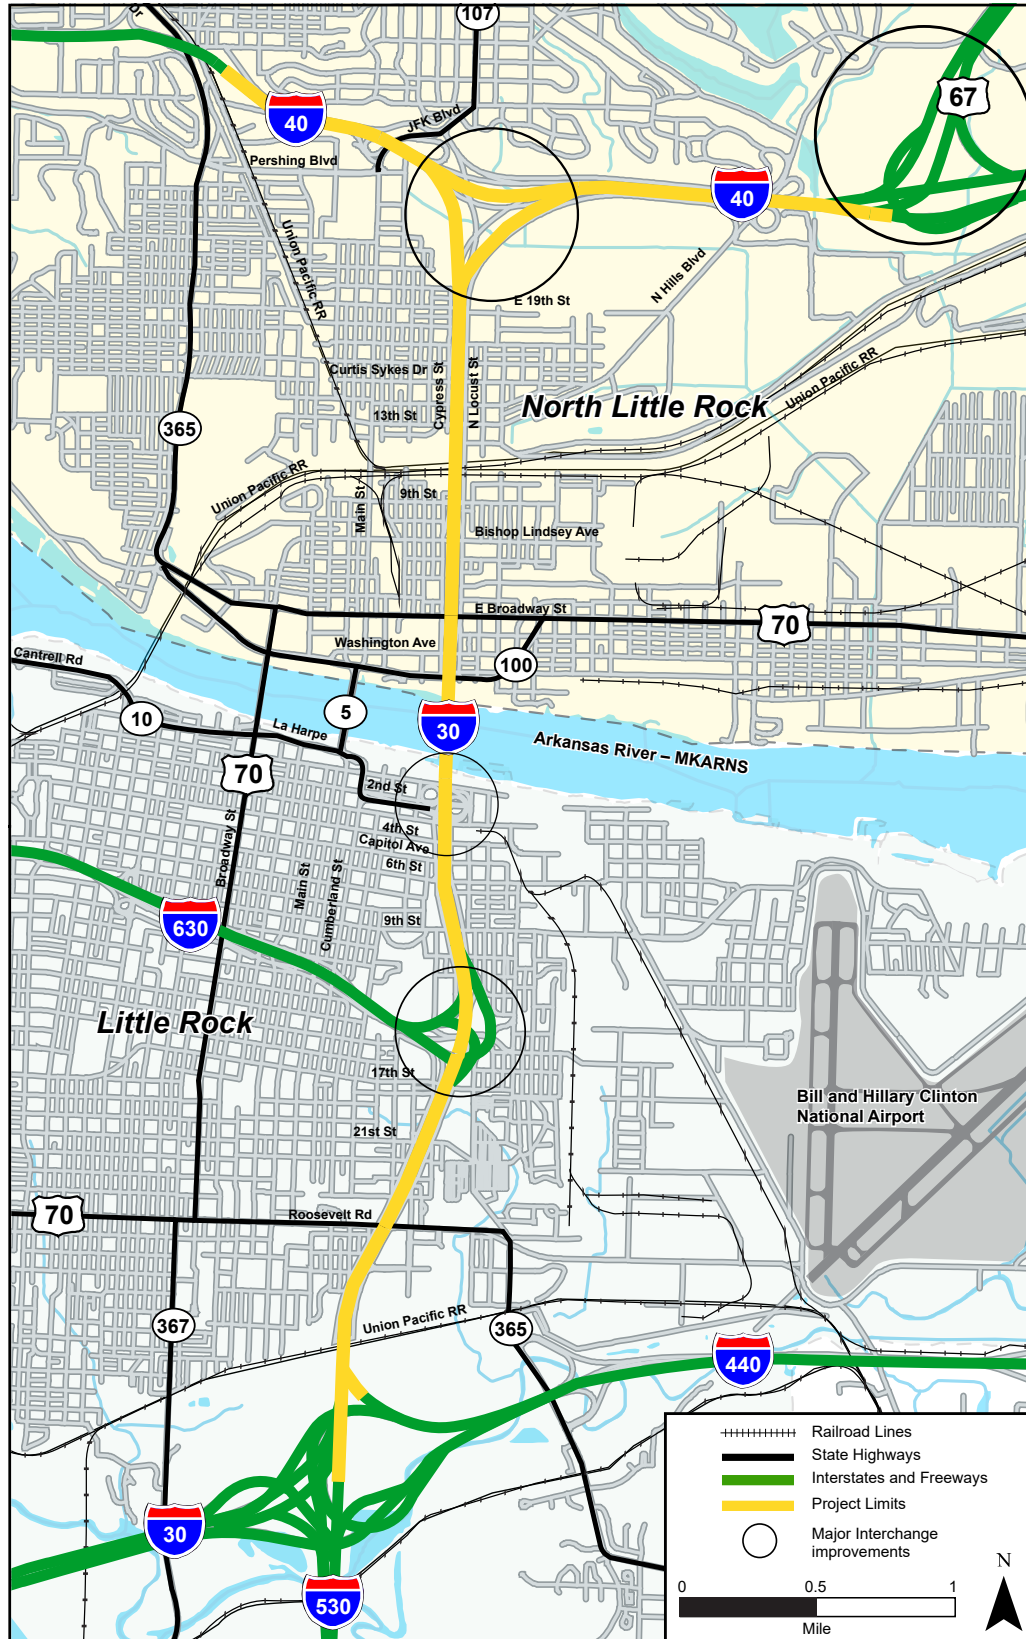 Dr
107
67
40
JFK Blvd
Pershing Blvd
40
Union Pacific RR
N Hills Blvd
E 19th St
Curtis Sykes Dr
Cypress St
N Locust St
Union Pacific RR
North Little Rock
13th St
365
Union Pacific RR
9th St
Main St
Bishop Lindsey Ave
E Broadway St
70
Washington Ave
Cantrell Rd
100
10
5
La Harpe
30
Arkansas River – MKARNS
70
2nd St
4th St
Capitol Ave
6th St
Broadway St
Main St
Cumberland St
630
9th St
Little Rock
17th St
Bill and Hillary Clinton
National Airport
21st St
70
Roosevelt Rd
367
Union Pacific RR
365
440
30
530
Railroad Lines
State Highways
Interstates and Freeways
Project Limits
Major Interchange
improvements
N
0 0.5 1
Mile